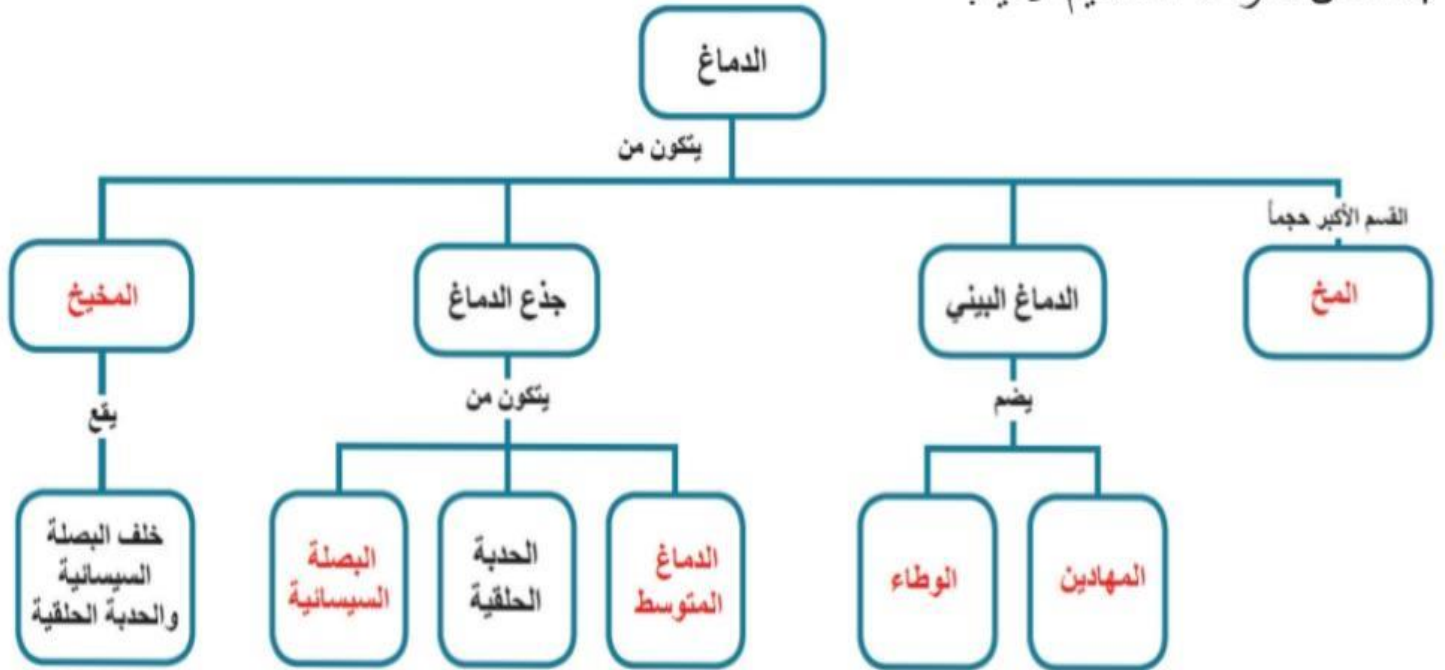 الدماغ
يتكون من
القسم الأكبر حجماً
المخ
الدماغ البيني
جذع الدماغ
المخيخ
يضم
يتكون من
يقع
المهادين
الوطاء
الدماغ
المتوسط
الحدبة
الحلقية
البصلة
السيسائية
خلف البصلة
السيسائية
والحدبة الحلقية